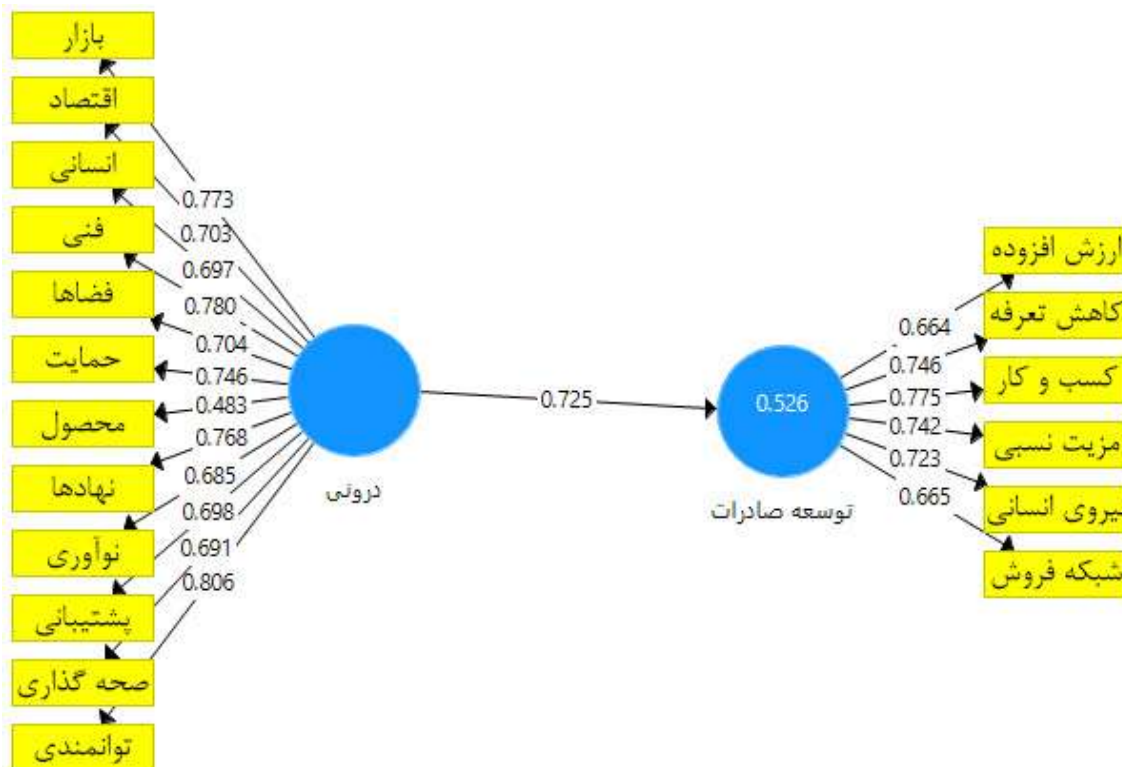 بازار
اقتصاد
انسانی
فنی
فضاها
حمایت
محصول
نهادها
نوآوری
پشتیبانی
صحه گذاری
توانمندی
0.773
0.703
0.697
0.780
0.704
0.746
0.483
0.768
0.685
0.698
0.691
0.806
درونی
0.725
0.526
توسعه صادرات
0.664
0.746
0.775
0.742
0.723
0.665
ارزش افزوده
کاهش تعرفه
کسب و کار
مزیت نسبی
یروی انسانی
شبکه فروش